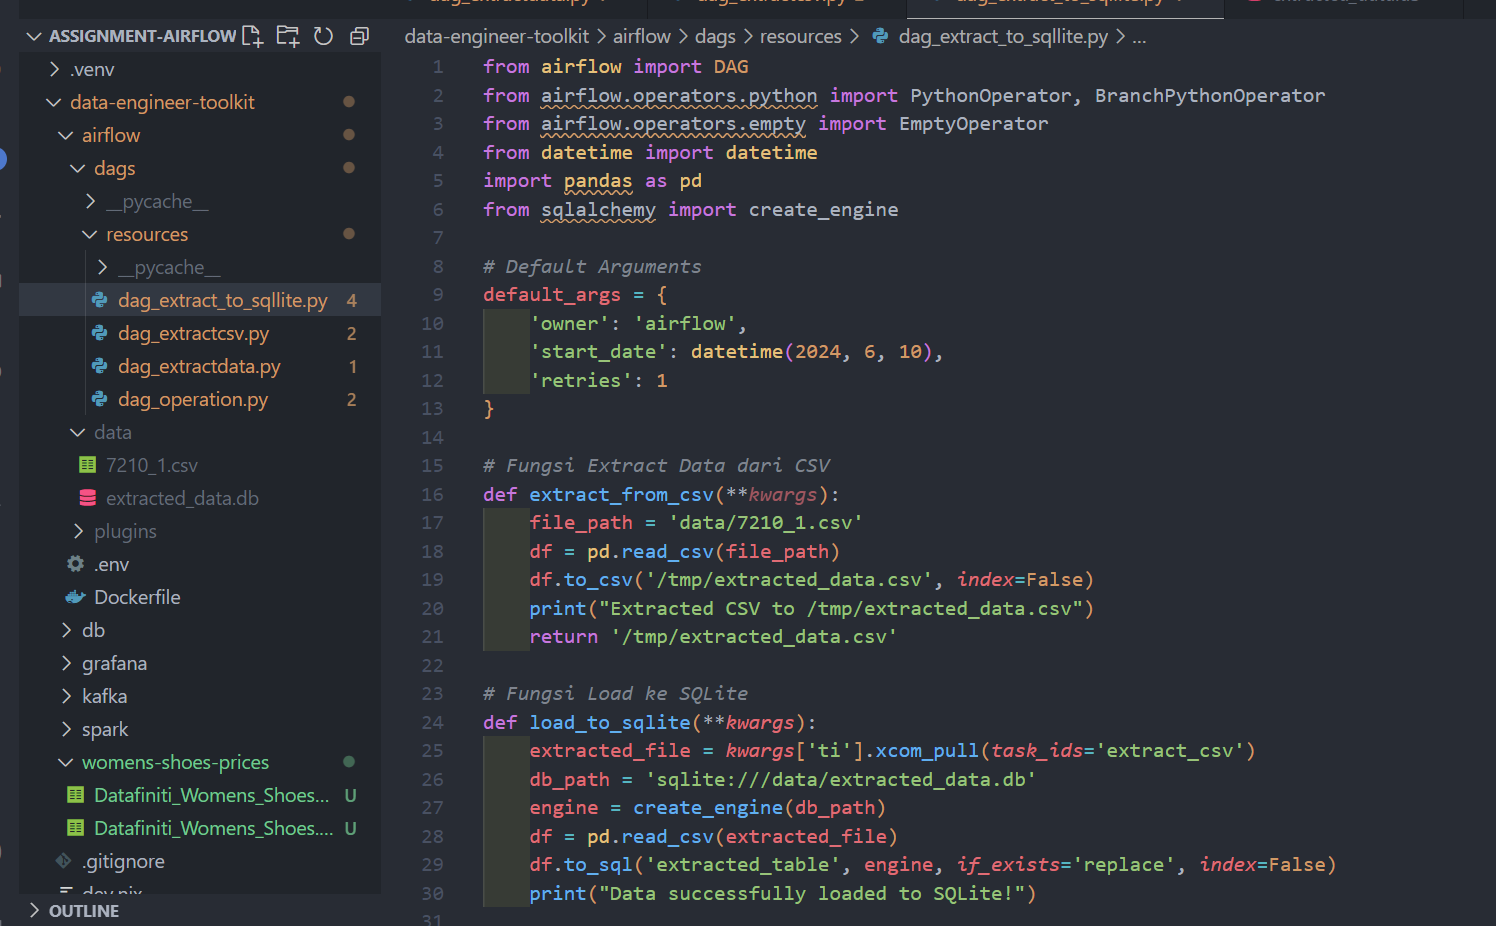 ASSIGNMENT-AIRFLOW
.venv
data-engineer-toolkit
airflow
dags
__pycache__
resources
__pycache__
dag_extract_to_sqllite.py 4
dag_extractcsv.py 2
dag_extractdata.py 1
dag_operation.py 2
data
7210_1.csv
extracted_data.db
plugins
.env
Dockerfile
db
grafana
kafka
spark
womens-shoes-prices
Datafiniti_Womens_Shoes... U
Datafiniti_Womens_Shoes.... U
.gitignore
dev.nix
OUTLINE
data-engineer-toolkit > airflow > dags > resources > dag_extract_to_sqllite.py > ...
1 from airflow import DAG
2 from airflow.operators.python import PythonOperator, BranchPythonOperator
3 from airflow.operators.empty import EmptyOperator
4 from datetime import datetime
5 import pandas as pd
6 from sqlalchemy import create_engine
7
8 # Default Arguments
9 default_args = {
10 'owner': 'airflow',
11 'start_date': datetime(2024, 6, 10),
12 'retries': 1
13 }
14
15 # Fungsi Extract Data dari CSV
16 def extract_from_csv(**kwargs):
17 file_path = 'data/7210_1.csv'
18 df = pd.read_csv(file_path)
19 df.to_csv('/tmp/extracted_data.csv', index=False)
20 print("Extracted CSV to /tmp/extracted_data.csv")
21 return '/tmp/extracted_data.csv'
22
23 # Fungsi Load ke SQLite
24 def load_to_sqlite(**kwargs):
25 extracted_file = kwargs['ti'].xcom_pull(task_ids='extract_csv')
26 db_path = 'sqlite:///data/extracted_data.db'
27 engine = create_engine(db_path)
28 df = pd.read_csv(extracted_file)
29 df.to_sql('extracted_table', engine, if_exists='replace', index=False)
30 print("Data successfully loaded to SQLite!")
31